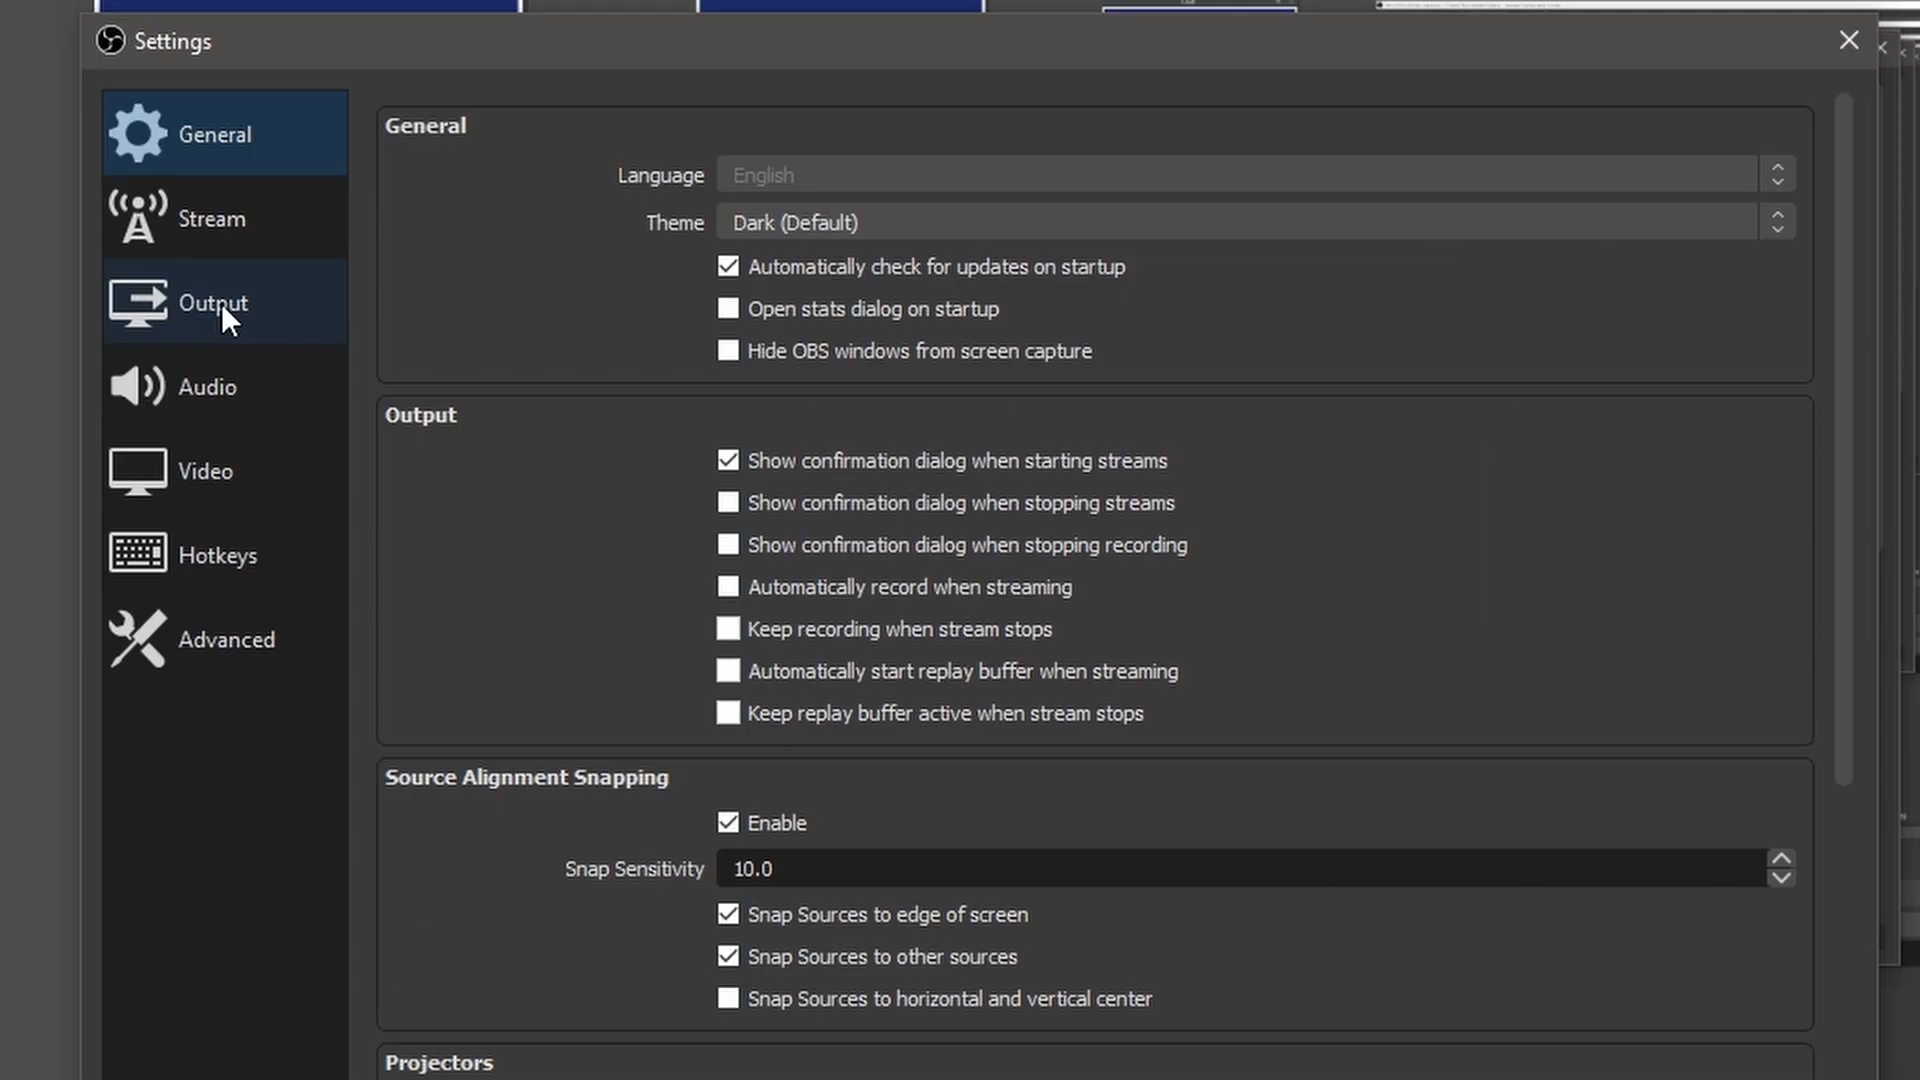 Settings
General
Stream
Output
Audio
Video
Hotkeys
Advanced
General
Language English
Theme Dark (Default)
Automatically check for updates on startup
Open stats dialog on startup
Hide OBS windows from screen capture
Output
Show confirmation dialog when starting streams
Show confirmation dialog when stopping streams
Show confirmation dialog when stopping recording
Automatically record when streaming
Keep recording when stream stops
Automatically start replay buffer when streaming
Keep replay buffer active when stream stops
Source Alignment Snapping
Enable
Snap Sensitivity 10.0
Snap Sources to edge of screen
Snap Sources to other sources
Snap Sources to horizontal and vertical center
Projectors